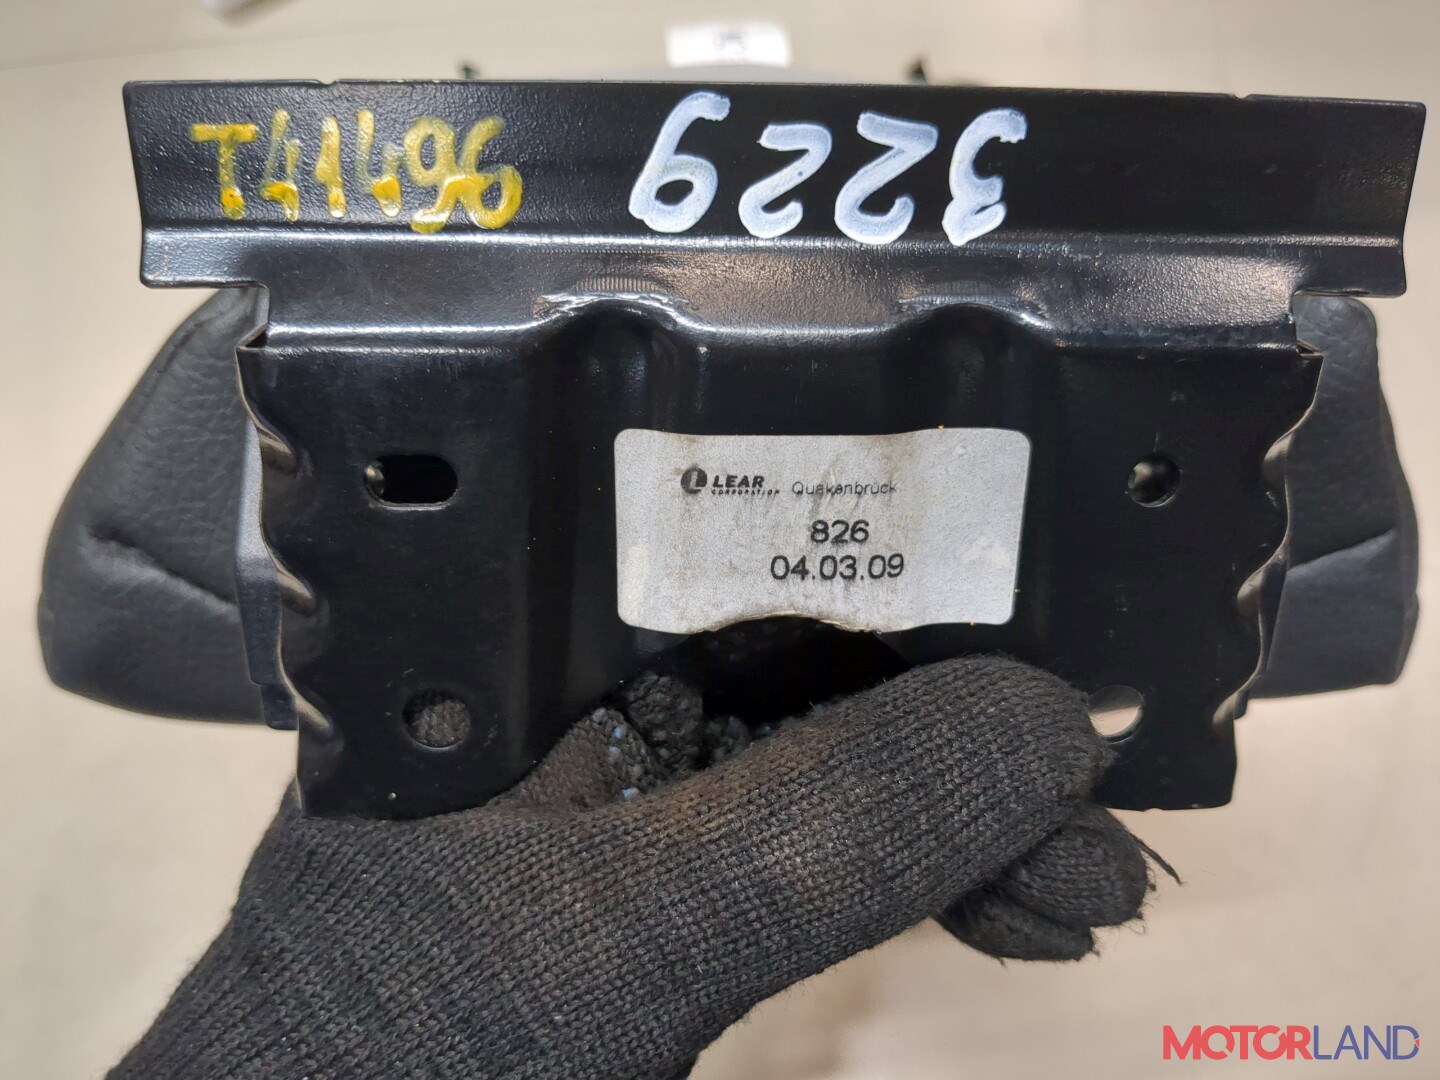 T41496
3229
LEAR
CORPORATION
Quakenbrück
826
04.03.09
MOTORLAND